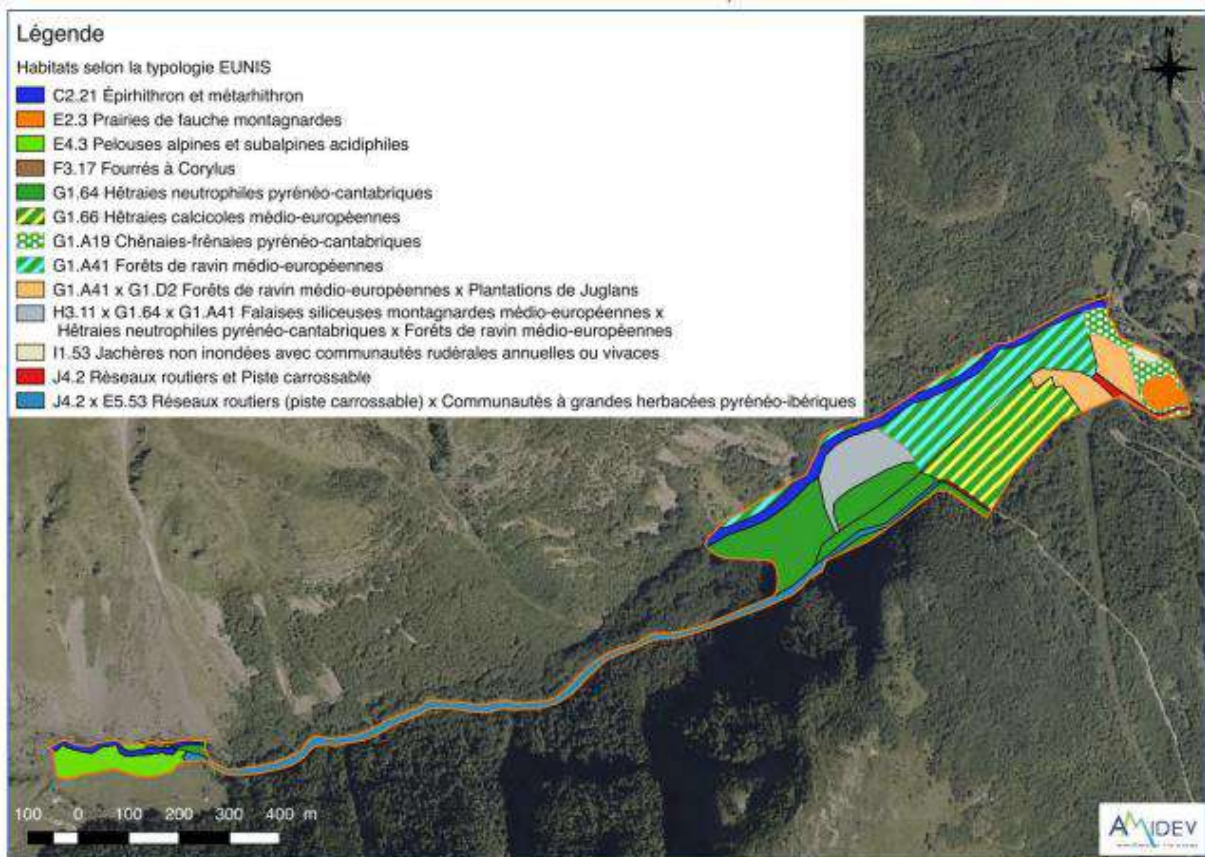 Légende
Habitats selon la typologie EUNIS
C2.21 Épirhithron et métarhithron
E2.3 Prairies de fauche montagnardes
E4.3 Pelouses alpines et subalpines acidiphiles
F3.17 Fourrés à Corylus
G1.64 Hêtraies neutrophiles pyrénéo-cantabriques
G1.66 Hêtraies calcicoles médio-européennes
G1.A19 Chênaies-frênaies pyrénéo-cantabriques
G1.A41 Forêts de ravin médio-européennes
G1.A41 x G1.D2 Forêts de ravin médio-européennes x Plantations de Juglans
H3.11 x G1.64 x G1.A41 Falaises siliceuses montagnardes médio-européennes x
Hêtraies neutrophiles pyrénéo-cantabriques x Forêts de ravin médio-européennes
I1.53 Jachères non inondées avec communautés rudérales annuelles ou vivaces
J4.2 Réseaux routiers et Piste carrossable
J4.2 x E5.53 Réseaux routiers (piste carrossable) x Communautés à grandes herbacées pyrénéo-ibériques
N
100 0 100 200 300 400 m
AMIDEV